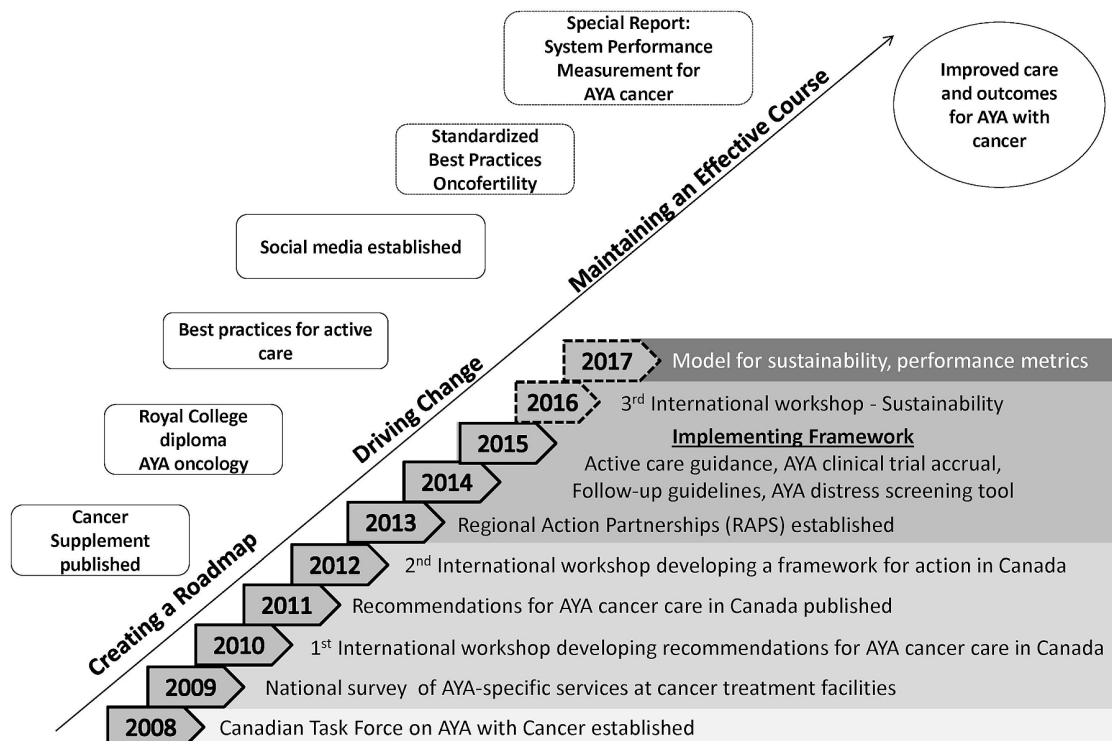 Special Report:
System Performance
Measurement for
AYA cancer
Improved care
and outcomes
for AYA with
cancer
Standardized
Best Practices
Oncofertility
Social media established
Best practices for active
care
Royal College
diploma
AYA oncology
Cancer
Supplement
published
Creating a Roadmap
Driving Change
Maintaining an Effective Course
2017 Model for sustainability, performance metrics
2016 3rd International workshop - Sustainability
2015 Implementing Framework
Active care guidance, AYA clinical trial accrual,
2014 Follow-up guidelines, AYA distress screening tool
2013 Regional Action Partnerships (RAPS) established
2012 2nd International workshop developing a framework for action in Canada
2011 Recommendations for AYA cancer care in Canada published
2010 1st International workshop developing recommendations for AYA cancer care in Canada
2009 National survey of AYA-specific services at cancer treatment facilities
2008 Canadian Task Force on AYA with Cancer established